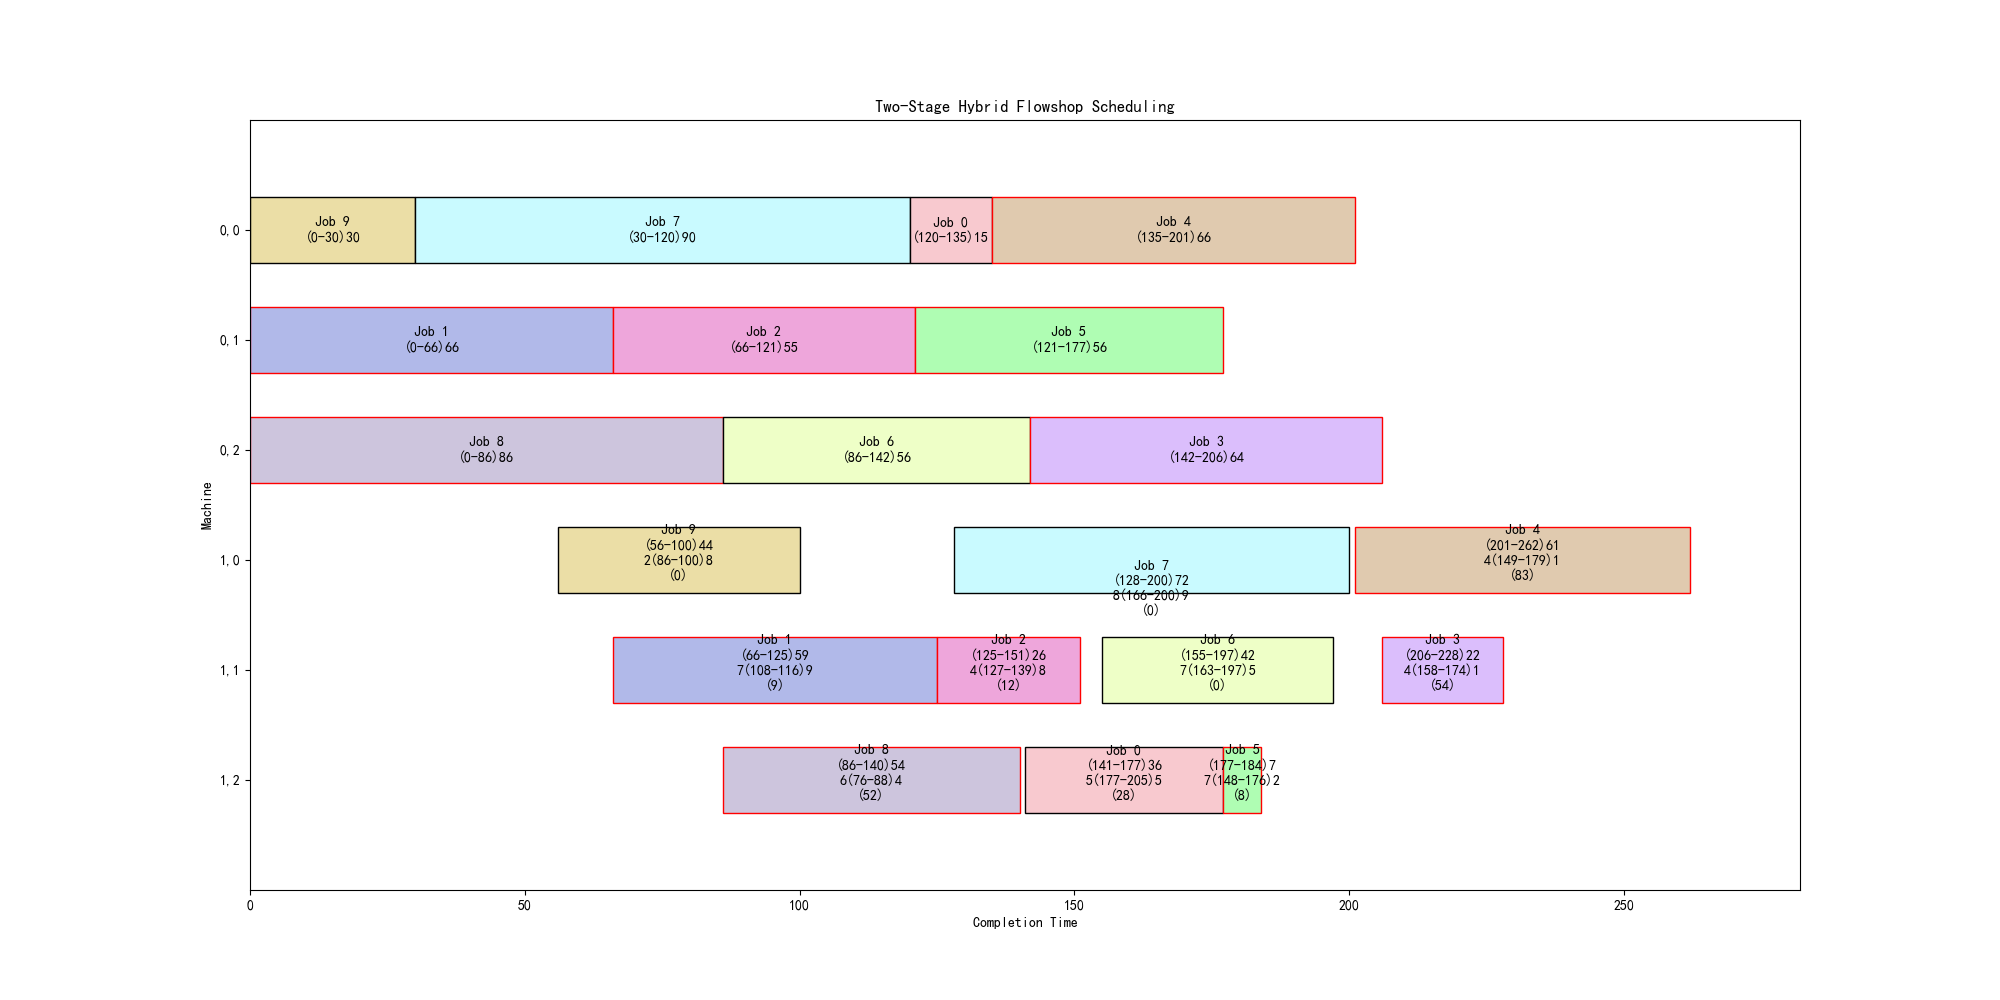 Two-Stage Hybrid Flowshop Scheduling
0,0
Job 9
(0-30)30
Job 7
(30-120)90
Job 0
(120-135)15
Job 4
(135-201)66
0,1
Job 1
(0-66)66
Job 2
(66-121)55
Job 5
(121-177)56
0,2
Job 8
(0-86)86
Job 6
(86-142)56
Job 3
(142-206)64
Machine
1,0
Job 9
(56-100)44
2(86-100)8
(0)
Job 7
(128-200)72
8(166-200)9
(0)
Job 4
(201-262)61
4(149-179)1
(83)
1,1
Job 1
(66-125)59
7(108-116)9
(9)
Job 2
(125-151)26
4(127-139)8
(12)
Job 6
(155-197)42
7(163-197)5
(0)
Job 3
(206-228)22
4(158-174)1
(54)
1,2
Job 8
(86-140)54
6(76-88)4
(52)
Job 0
(141-177)36
5(177-205)5
(28)
Job 5
(177-184)7
7(148-176)2
(8)
0
50
100
150
200
250
Completion Time